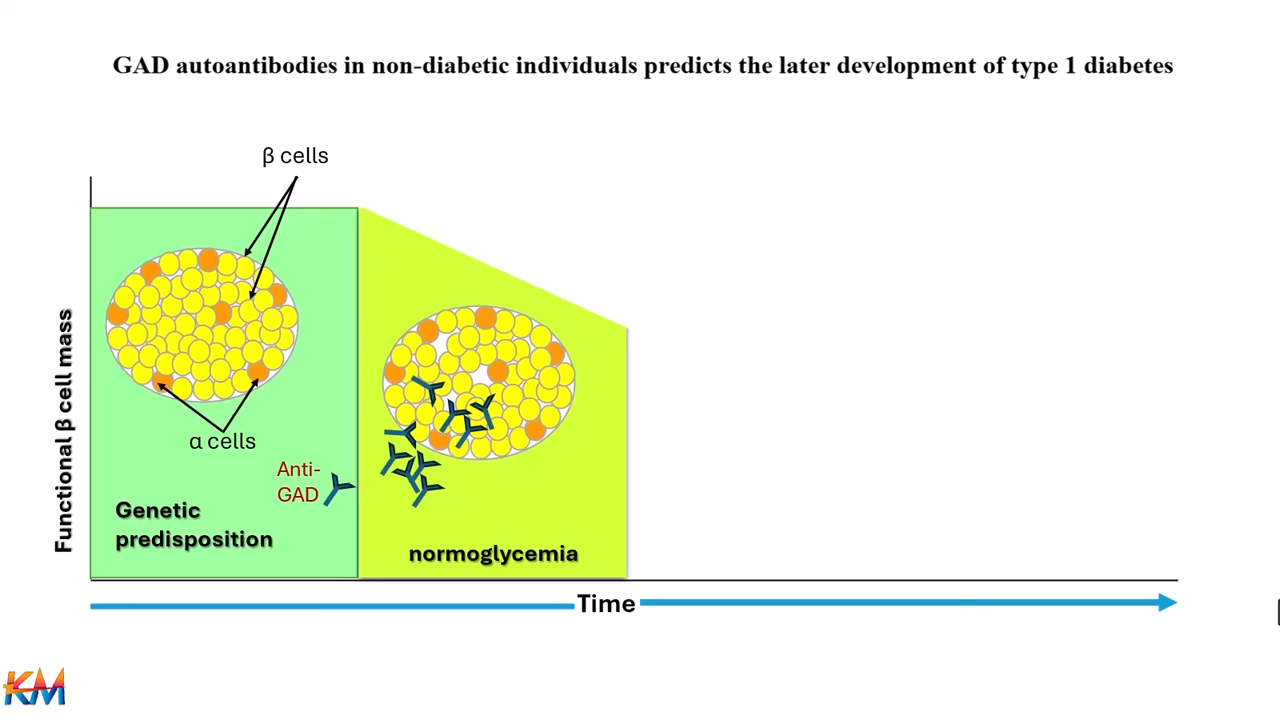 GAD autoantibodies in non-diabetic individuals predicts the later development of type 1 diabetes
β cells
Functional β cell mass
α cells
Anti-
GAD
Genetic
predisposition
normoglycemia
Time
KM